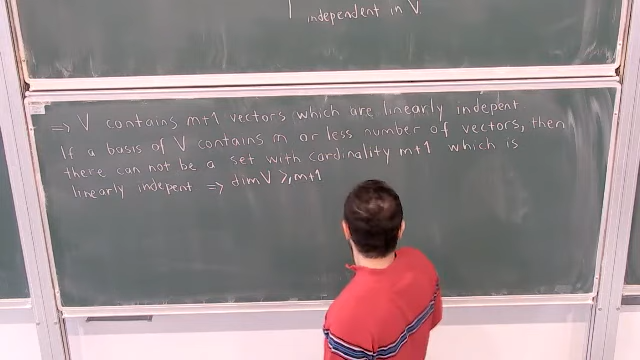 independent in V.
⇒ V contains m+1 vectors which are linearly indepent
If a basis of V contains m or less number of vectors, then
there can not be a set with cardinality m+1 which is
linearly indepent ⇒ dimV ≥ m+1